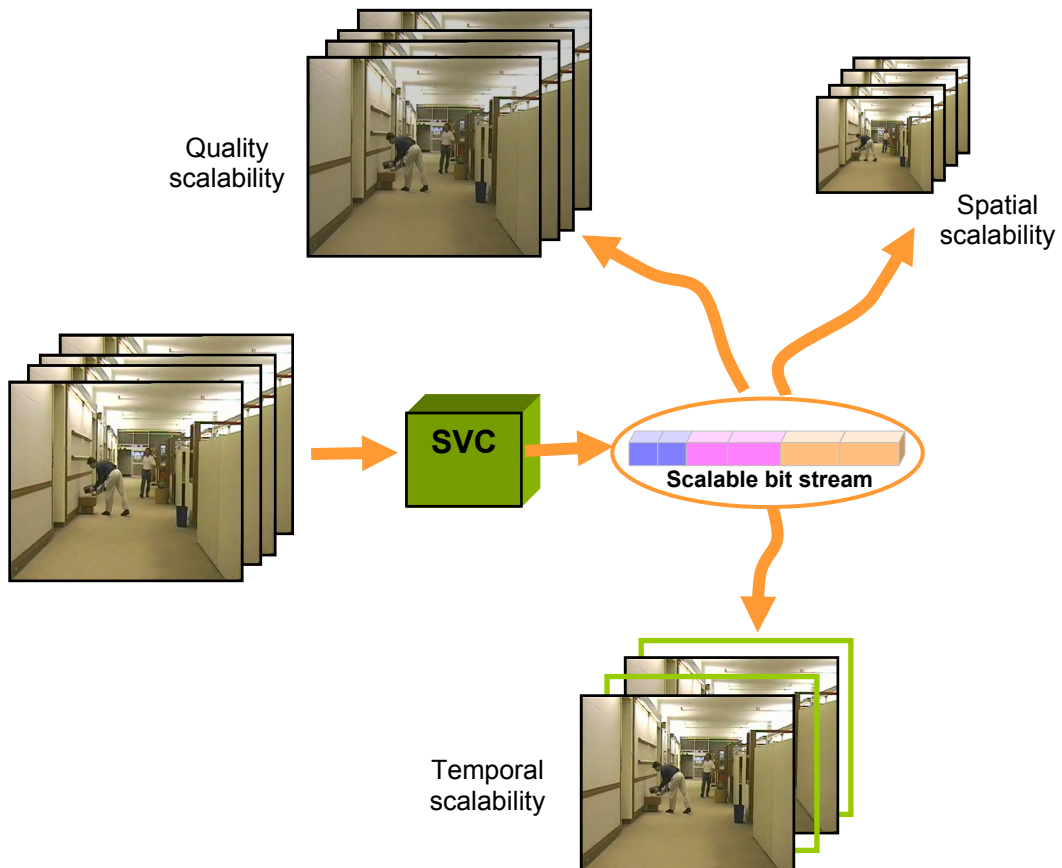 Quality
scalability
Spatial
scalability
SVC
Scalable bit stream
Temporal
scalability